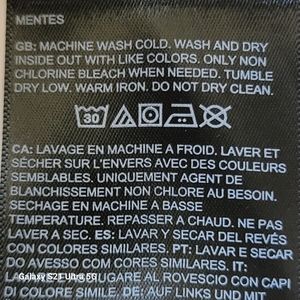 MENTES
GB: MACHINE WASH COLD. WASH AND DRY
INSIDE OUT WITH LIKE COLORS. ONLY NON
CHLORINE BLEACH WHEN NEEDED. TUMBLE
DRY LOW. WARM IRON. DO NOT DRY CLEAN.
30
CA: LAVAGE EN MACHINE A FROID. LAVER ET
SÉCHER SUR L'ENVERS AVEC DES COULEURS
SEMBLABLES. UNIQUEMENT AGENT DE
BLANCHISSEMENT NON CHLORE AU BESOIN.
SECHAGE EN MACHINE A BASSE
TEMPERATURE. REPASSER A CHAUD. NE PAS
LAVER A SEC. ES: LAVAR Y SECAR DEL REVÉS
CON COLORES SIMILARES. PT: LAVAR E SECAR
DO AVESSO COM CORES SIMILARES. IT:
Galaxy S23 Ultra 5G
ASCIUGARE AL ROVESCIO CON CAPI
DI COLORE SIMILE. DE: AUF LINKS UND MIT